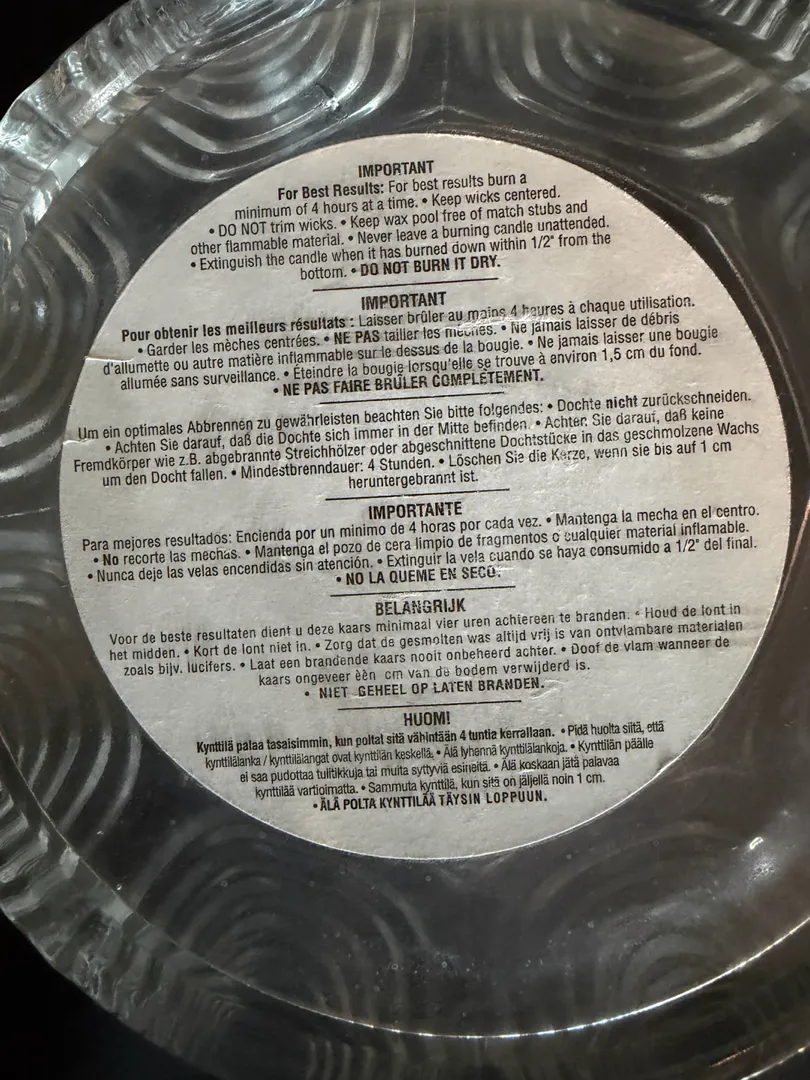 IMPORTANT
For Best Results: For best results burn a
minimum of 4 hours at a time. • Keep wicks centered.
• DO NOT trim wicks. • Keep wax pool free of match stubs and
other flammable material. • Never leave a burning candle unattended.
• Extinguish the candle when it has burned down within 1/2" from the
bottom. • DO NOT BURN IT DRY.
IMPORTANT
Pour obtenir les meilleurs résultats : Laisser brûler au mains 4 heures à chaque utilisation.
• Garder les mèches centrées. • NE PAS tailler les mèches. • Ne jamais laisser de débris
d'allumette ou autre matière inflammable sur le dessus de la bougie. • Ne jamais laisser une bougie
allumée sans surveillance. • Éteindre la bougie lorsqu'elle se trouve à environ 1,5 cm du fond.
• NE PAS FAIRE BRÛLER COMPLÉTEMENT.
Um ein optimales Abbrennen zu gewährleisten beachten Sie bitte folgendes: • Dochte nicht zurückschneiden.
• Achten Sie darauf, daß die Dochte sich immer in der Mitte befinden. • Achten Sie darauf, daß keine
Fremdkörper wie z.B. abgebrannte Streichhölzer oder abgeschnittene Dochtstücke in das geschmolzene Wachs
um den Docht fallen. • Mindestbrenndauer: 4 Stunden. • Löschen Sie die Kerze, wenn sie bis auf 1 cm
heruntergebrannt ist.
IMPORTANTE
Para mejores resultados: Encienda por un minimo de 4 horas por cada vez. • Mantenga la mecha en el centro.
• No recorte las mechas. • Mantenga el pozo de cera limpio de fragmentos o cualquier material inflamable.
• Nunca deje las velas encendidas sin atención. • Extinguir la vela cuando se haya consumido a 1/2" del final.
• NO LA QUEME EN SECO.
BELANGRIJK
Voor de beste resultaten dient u deze kaars minimaal vier uren achtereen te branden. • Houd de lont in
het midden. • Kort de lont niet in. • Zorg dat de gesmolten was altijd vrij is van ontvlambare materialen
zoals bijv. lucifers. • Laat een brandende kaars nooit onbeheerd achter. • Doof de vlam wanneer de
kaars ongeveer èèn cm van de bodem verwijderd is.
• NIET GEHEEL OP LATEN BRANDEN.
HUOM!
Kynttilä palaa tasaisimmin, kun poltat sitä vähintään 4 tuntia kerrallaan. • Pidä huolta siitä, että
kynttilälanka / kynttilälangat ovat kynttilän keskellä. • Älä lyhennä kynttilälankoja. • Kynttilän päälle
ei saa pudottaa tulitikkuja tai muita syttyviä esineitä. • Älä koskaan jätä palavaa
kynttilää vartioimatta. • Sammuta kynttilä, kun sitä on jäljellä noin 1 cm.
• ÄLÄ POLTA KYNTTILÄÄ TÄYSIN LOPPUUN.